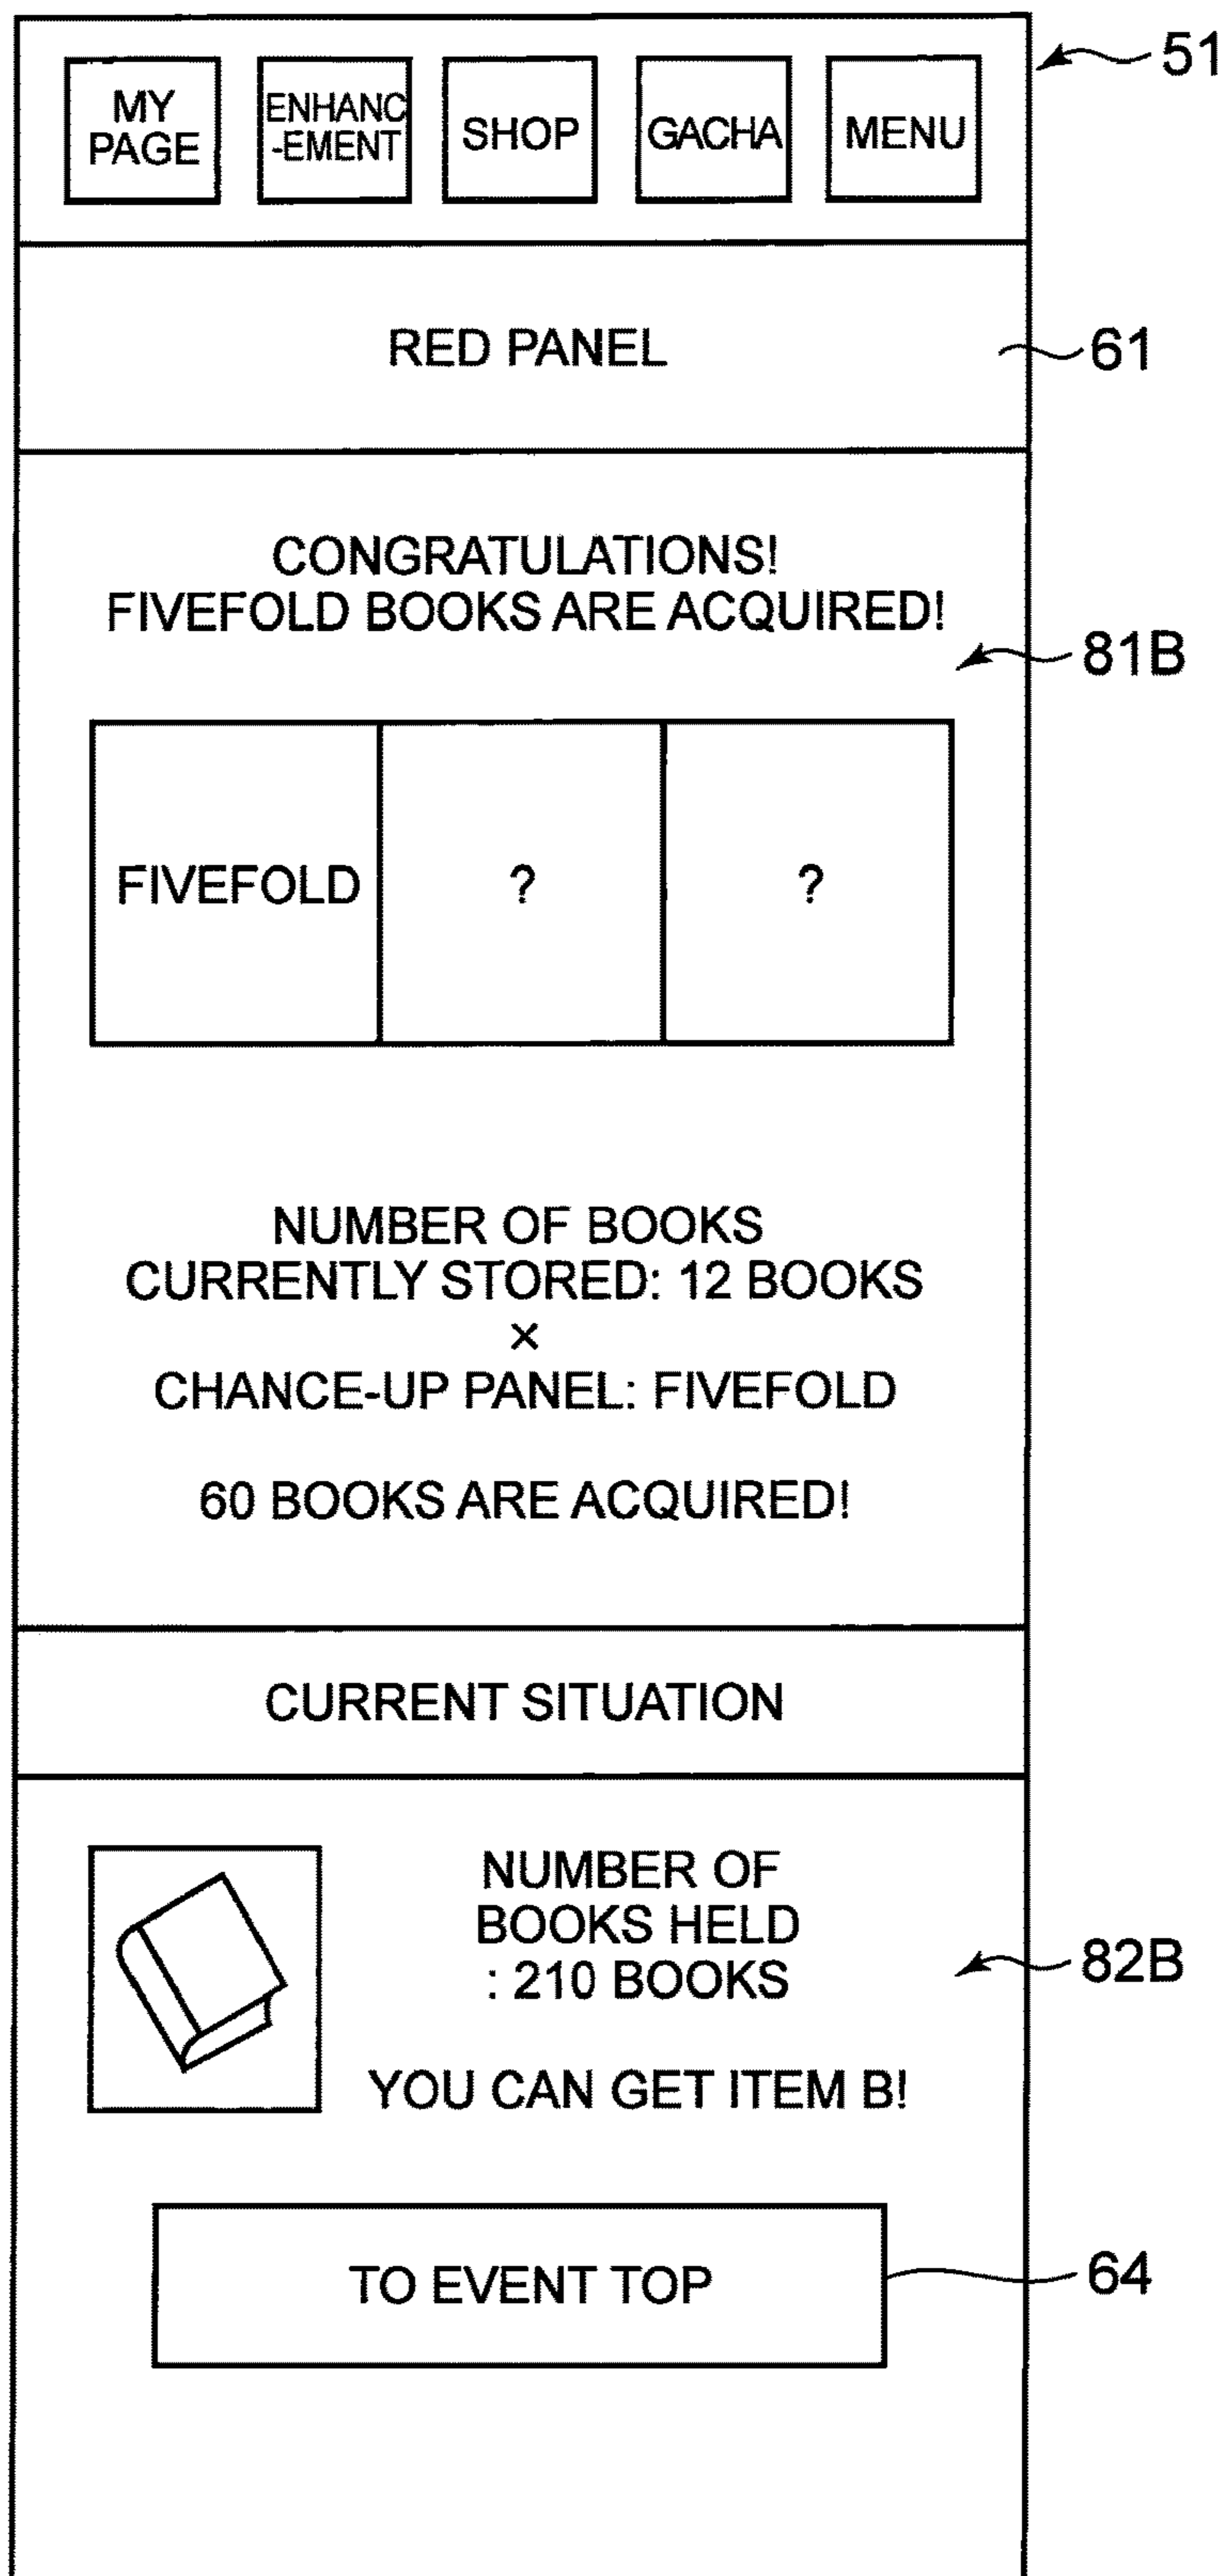 MY
PAGE
ENHANC
-EMENT
SHOP
GACHA
MENU
51
RED PANEL
61
CONGRATULATIONS!
FIVEFOLD BOOKS ARE ACQUIRED!
81B
FIVEFOLD
?
?
NUMBER OF BOOKS
CURRENTLY STORED: 12 BOOKS
×
CHANCE-UP PANEL: FIVEFOLD
60 BOOKS ARE ACQUIRED!
CURRENT SITUATION
NUMBER OF
BOOKS HELD
: 210 BOOKS
82B
YOU CAN GET ITEM B!
TO EVENT TOP
64